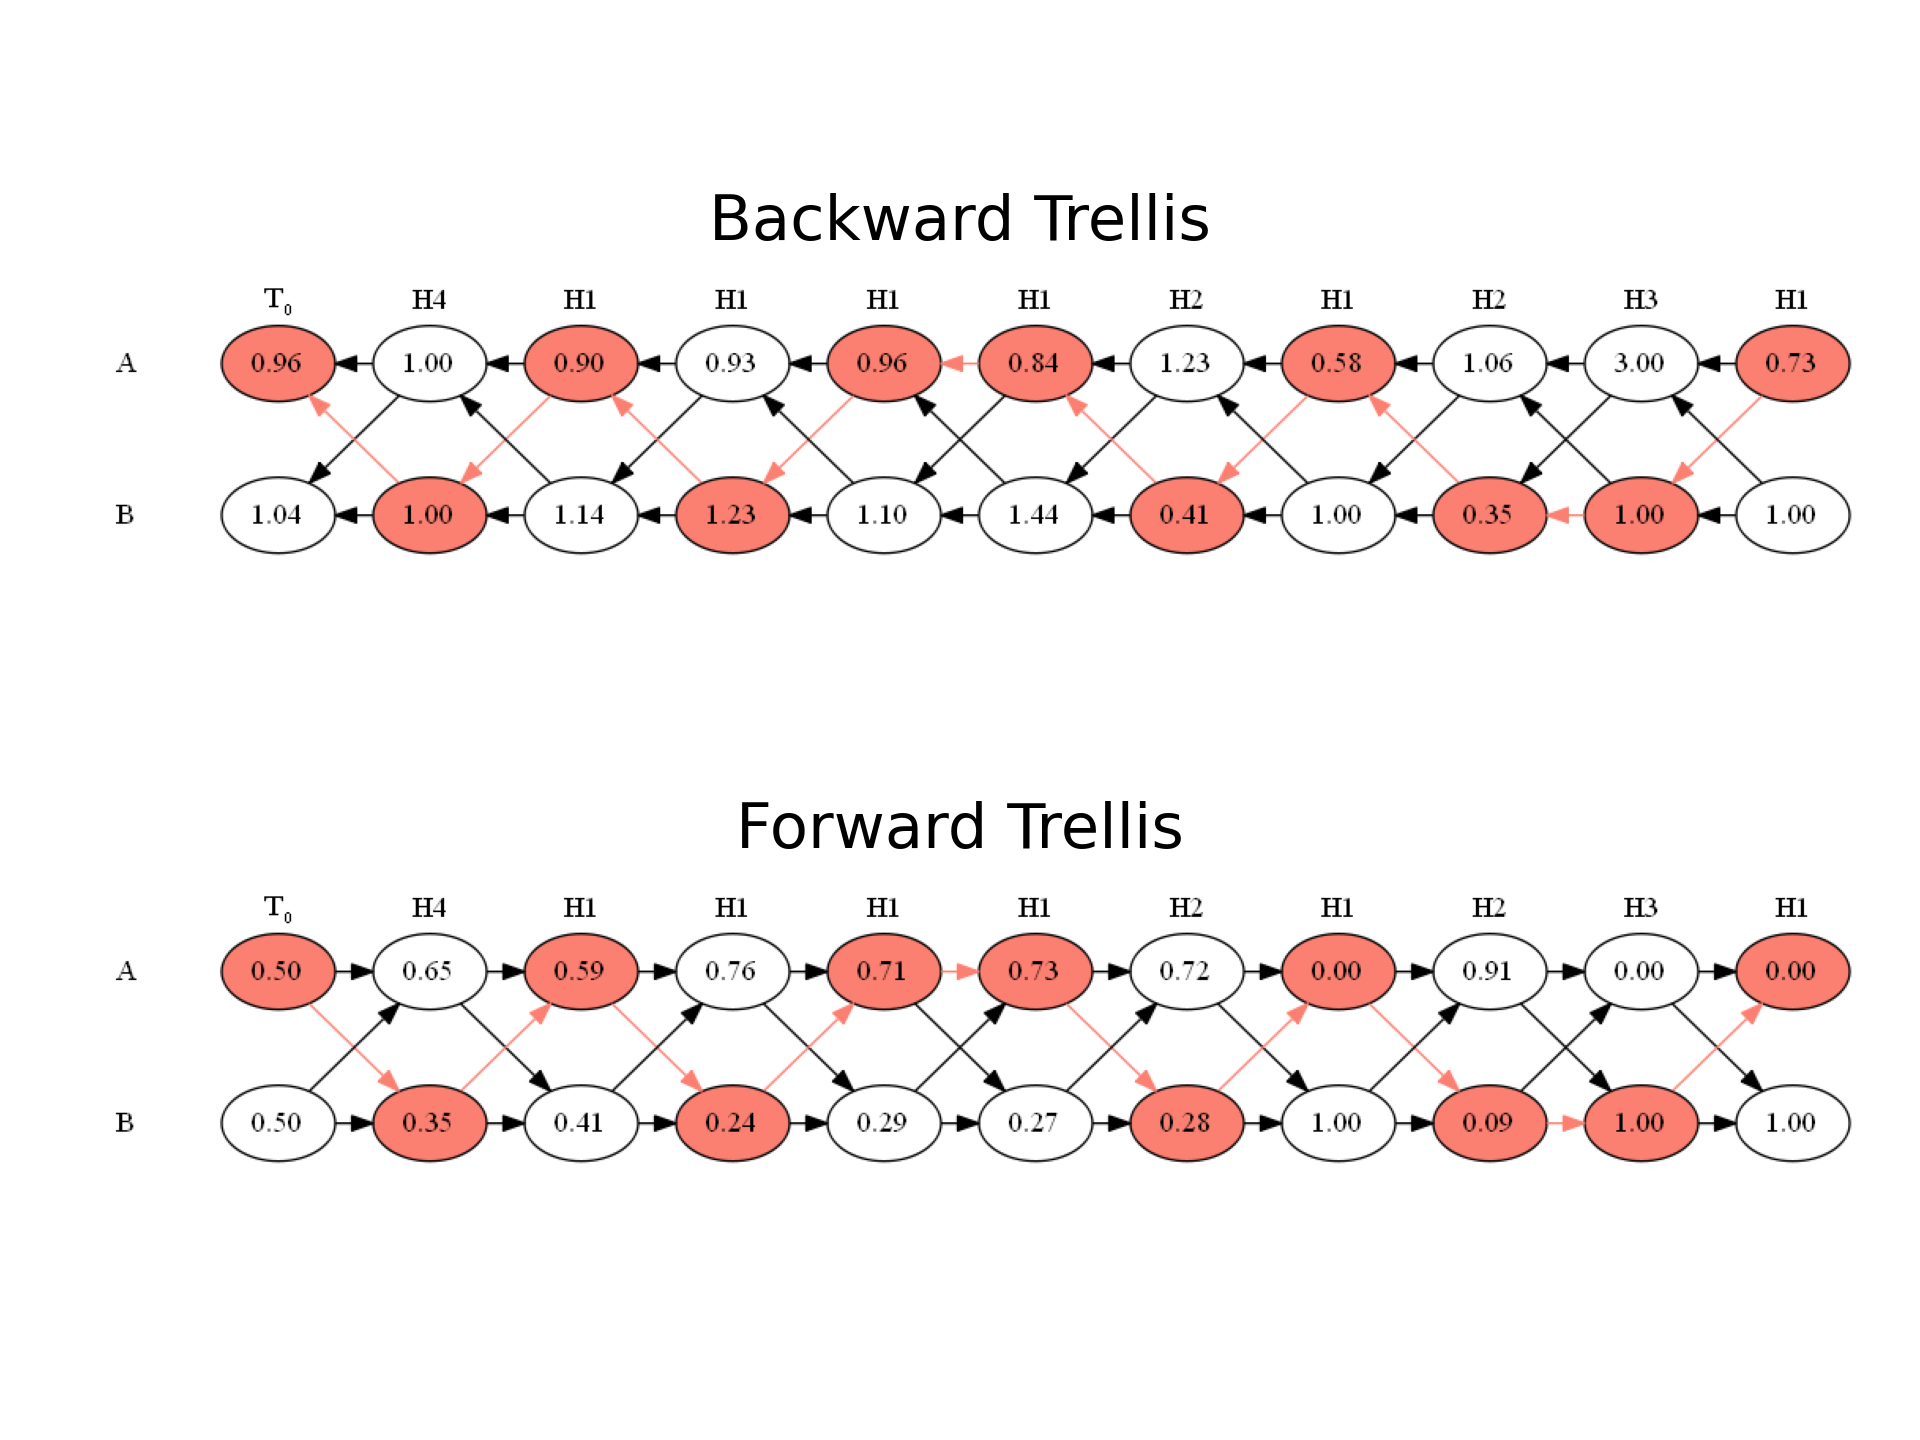 Backward Trellis
T0 H4 H1 H1 H1 H1 H2 H1 H2 H3 H1
A 0.96 1.00 0.90 0.93 0.96 0.84 1.23 0.58 1.06 3.00 0.73
B 1.04 1.00 1.14 1.23 1.10 1.44 0.41 1.00 0.35 1.00 1.00
Forward Trellis
T0 H4 H1 H1 H1 H1 H2 H1 H2 H3 H1
A 0.50 0.65 0.59 0.76 0.71 0.73 0.72 0.00 0.91 0.00 0.00
B 0.50 0.35 0.41 0.24 0.29 0.27 0.28 1.00 0.09 1.00 1.00